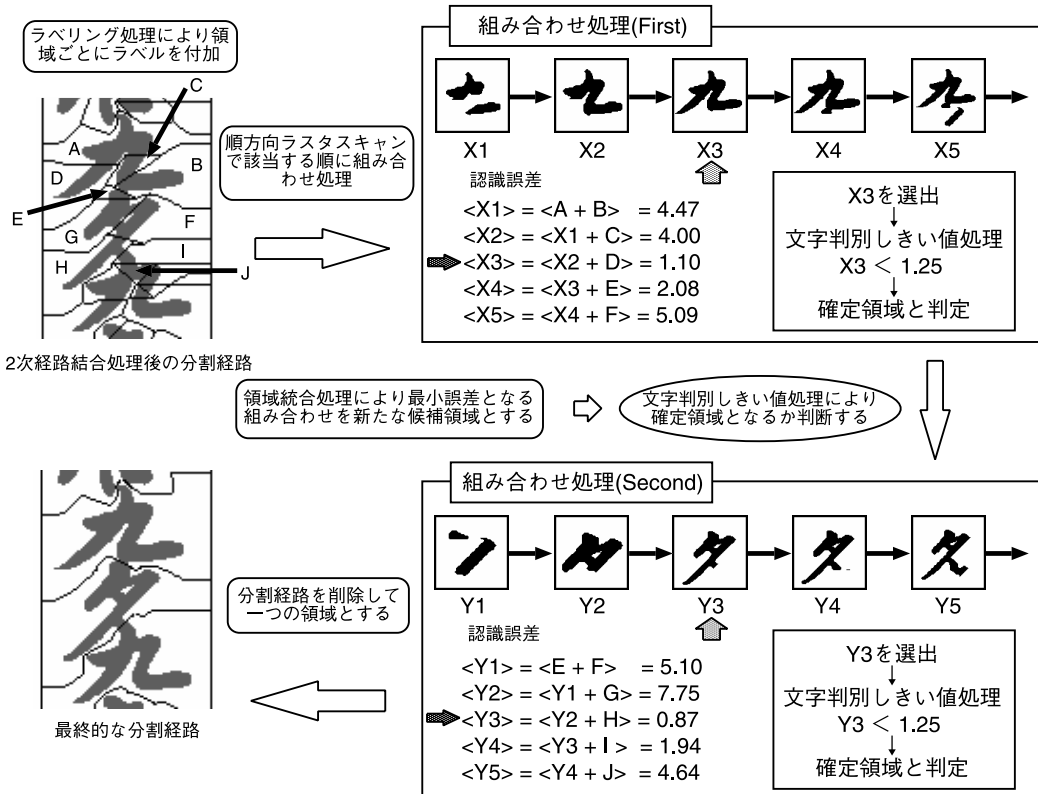 ラベリング処理により領
域ごとにラベルを付加
C
A
B
D
E
F
G
I
H
J
2次経路結合処理後の分割経路
順方向ラスタスキャン
で該当する順に組み合
わせ処理
組み合わせ処理(First)
X1
X2
X3
X4
X5
認識誤差
<X1> = <A + B> = 4.47
<X2> = <X1 + C> = 4.00
<X3> = <X2 + D> = 1.10
<X4> = <X3 + E> = 2.08
<X5> = <X4 + F> = 5.09
X3を選出
文字判別しきい値処理
X3 < 1.25
確定領域と判定
領域統合処理により最小誤差となる
組み合わせを新たな候補領域とする
文字判別しきい値処理により
確定領域となるか判断する
組み合わせ処理(Second)
Y1
Y2
Y3
Y4
Y5
認識誤差
<Y1> = <E + F> = 5.10
<Y2> = <Y1 + G> = 7.75
<Y3> = <Y2 + H> = 0.87
<Y4> = <Y3 + I > = 1.94
<Y5> = <Y4 + J> = 4.64
Y3を選出
文字判別しきい値処理
Y3 < 1.25
確定領域と判定
分割経路を削除して
一つの領域とする
九
夕
九
最終的な分割経路